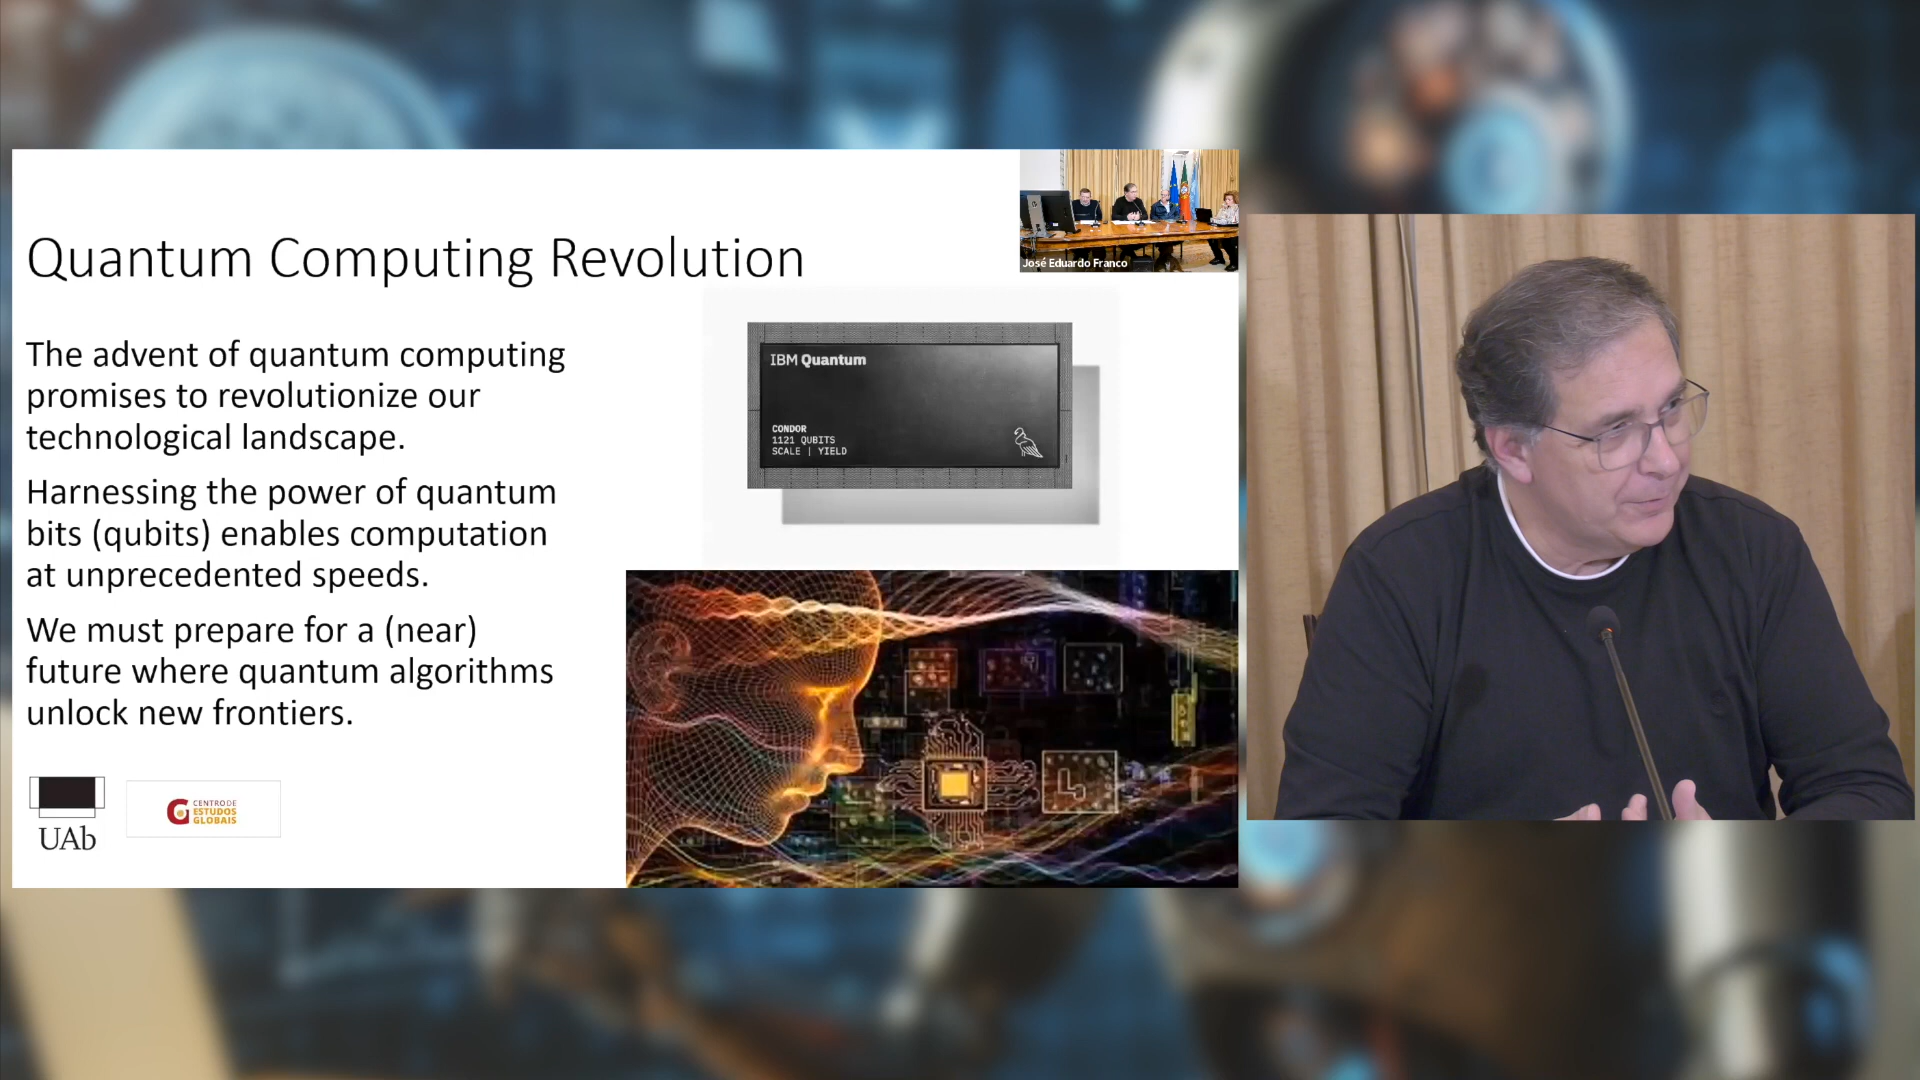 Quantum Computing Revolution
José Eduardo Franco
The advent of quantum computing
promises to revolutionize our
technological landscape.
Harnessing the power of quantum
bits (qubits) enables computation
at unprecedented speeds.
We must prepare for a (near)
future where quantum algorithms
unlock new frontiers.
IBM Quantum
CONDOR
1121 QUBITS
SCALE | YIELD
UAb
CENTRO DE
ESTUDOS
GLOBAIS